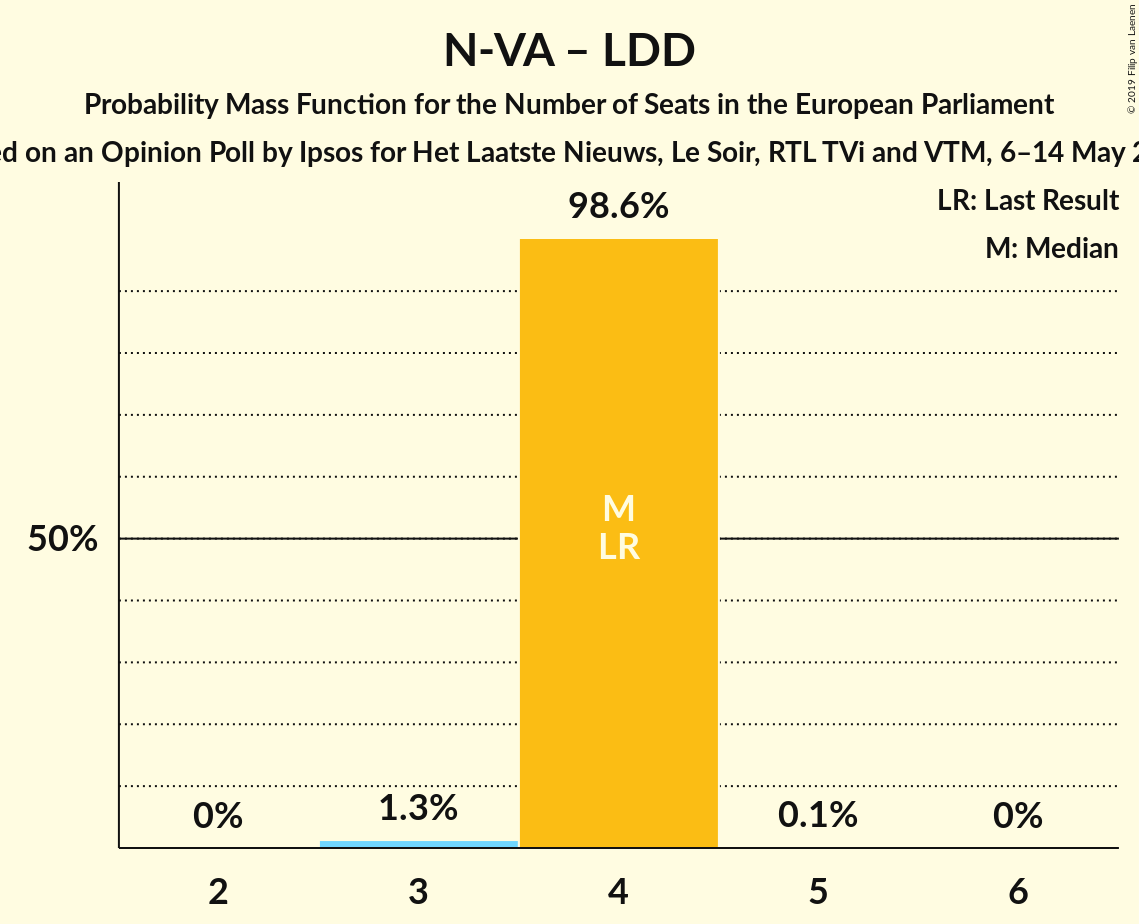 N-VA – LDD
Probability Mass Function for the Number of Seats in the European Parliament
on an Opinion Poll by Ipsos for Het Laatste Nieuws, Le Soir, RTL TVi and VTM, 6–14 May
© 2019 Filip van Laenen
LR: Last Result
M: Median
98.6%
50%
M
LR
0%
1.3%
0.1%
0%
2
3
4
5
6